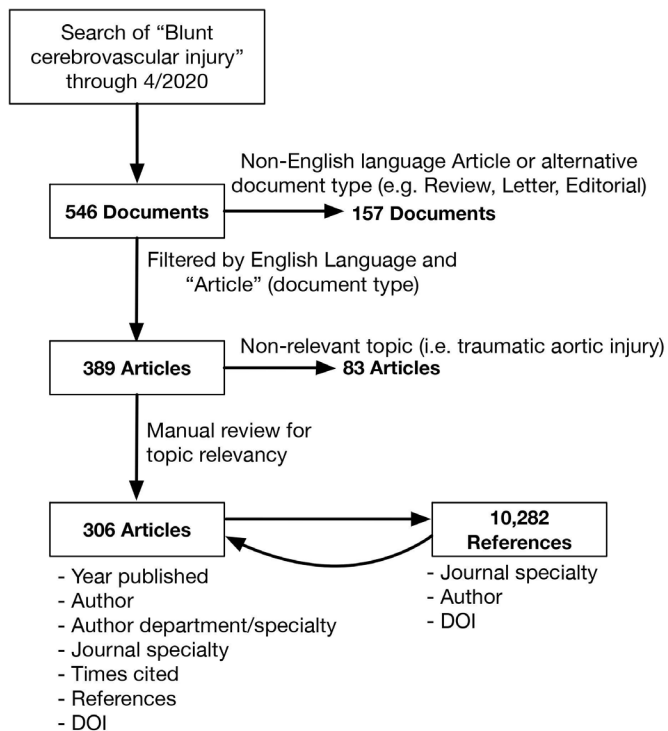 Search of “Blunt
cerebrovascular injury”
through 4/2020
Non-English language Article or alternative
document type (e.g. Review, Letter, Editorial)
546 Documents
157 Documents
Filtered by English Language and
“Article” (document type)
Non-relevant topic (i.e. traumatic aortic injury)
389 Articles
83 Articles
Manual review for
topic relevancy
306 Articles
10,282
References
- Year published
- Author
- Author department/specialty
- Journal specialty
- Times cited
- References
- DOI
- Journal specialty
- Author
- DOI